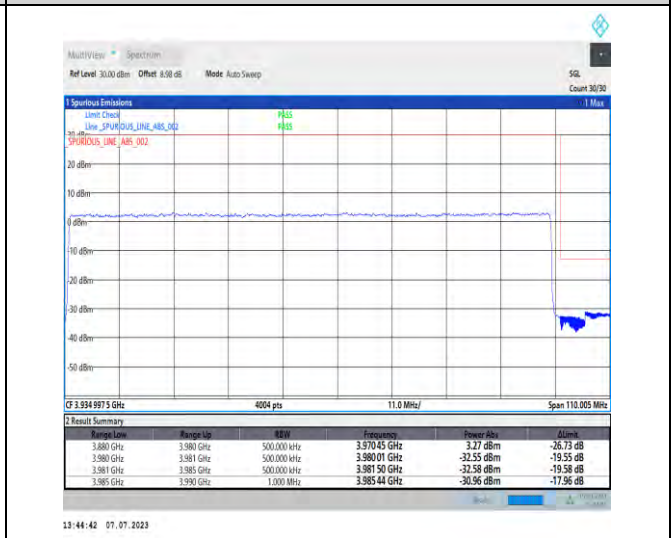 MultiView Spectrum
Ref Level 30.00 dBm Offset 8.98 dB Mode Auto Sweep SGL
Count 30/30
1 Spurious Emissions 1 Max
Limit Check PASS
Line _SPURIOUS_LINE_ABS_002 PASS
_SPURIOUS_LINE_ABS_002
20 dBm
10 dBm
0 dBm
-10 dBm
-20 dBm
-30 dBm
-40 dBm
-50 dBm
CF 3.934 997 5 GHz 4004 pts 11.0 MHz/ Span 110.005 MHz
2 Result Summary
Range Low Range Up RBW Frequency Power Abs ΔLimit
3.880 GHz 3.980 GHz 500.000 kHz 3.970 45 GHz 3.27 dBm -26.73 dB
3.980 GHz 3.981 GHz 500.000 kHz 3.980 01 GHz -32.55 dBm -19.55 dB
3.981 GHz 3.985 GHz 500.000 kHz 3.981 50 GHz -32.58 dBm -19.58 dB
3.985 GHz 3.990 GHz 1.000 MHz 3.985 44 GHz -30.96 dBm -17.96 dB
13:44:42 07.07.2023